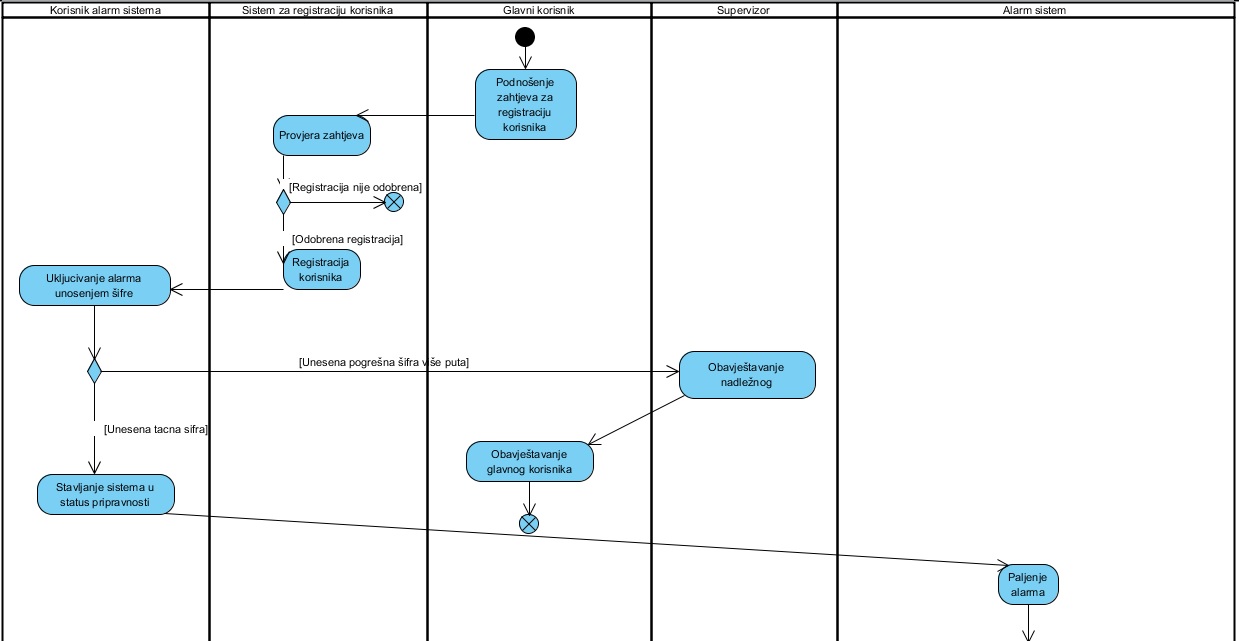 Korisnik alarm sistema
Sistem za registraciju korisnika
Glavni korisnik
Supervizor
Alarm sistem
Podnošenje
zahtjeva za
registraciju
korisnika
Provjera zahtjeva
[Registracija nije odobrena]
[Odobrena registracija]
Registracija
korisnika
Ukljucivanje alarma
unosenjem šifre
[Unesena pogrešna šifra više puta]
Obavještavanje
nadležnog
[Unesena tacna sifra]
Obavještavanje
glavnog korisnika
Stavljanje sistema u
status pripravnosti
Paljenje
alarma